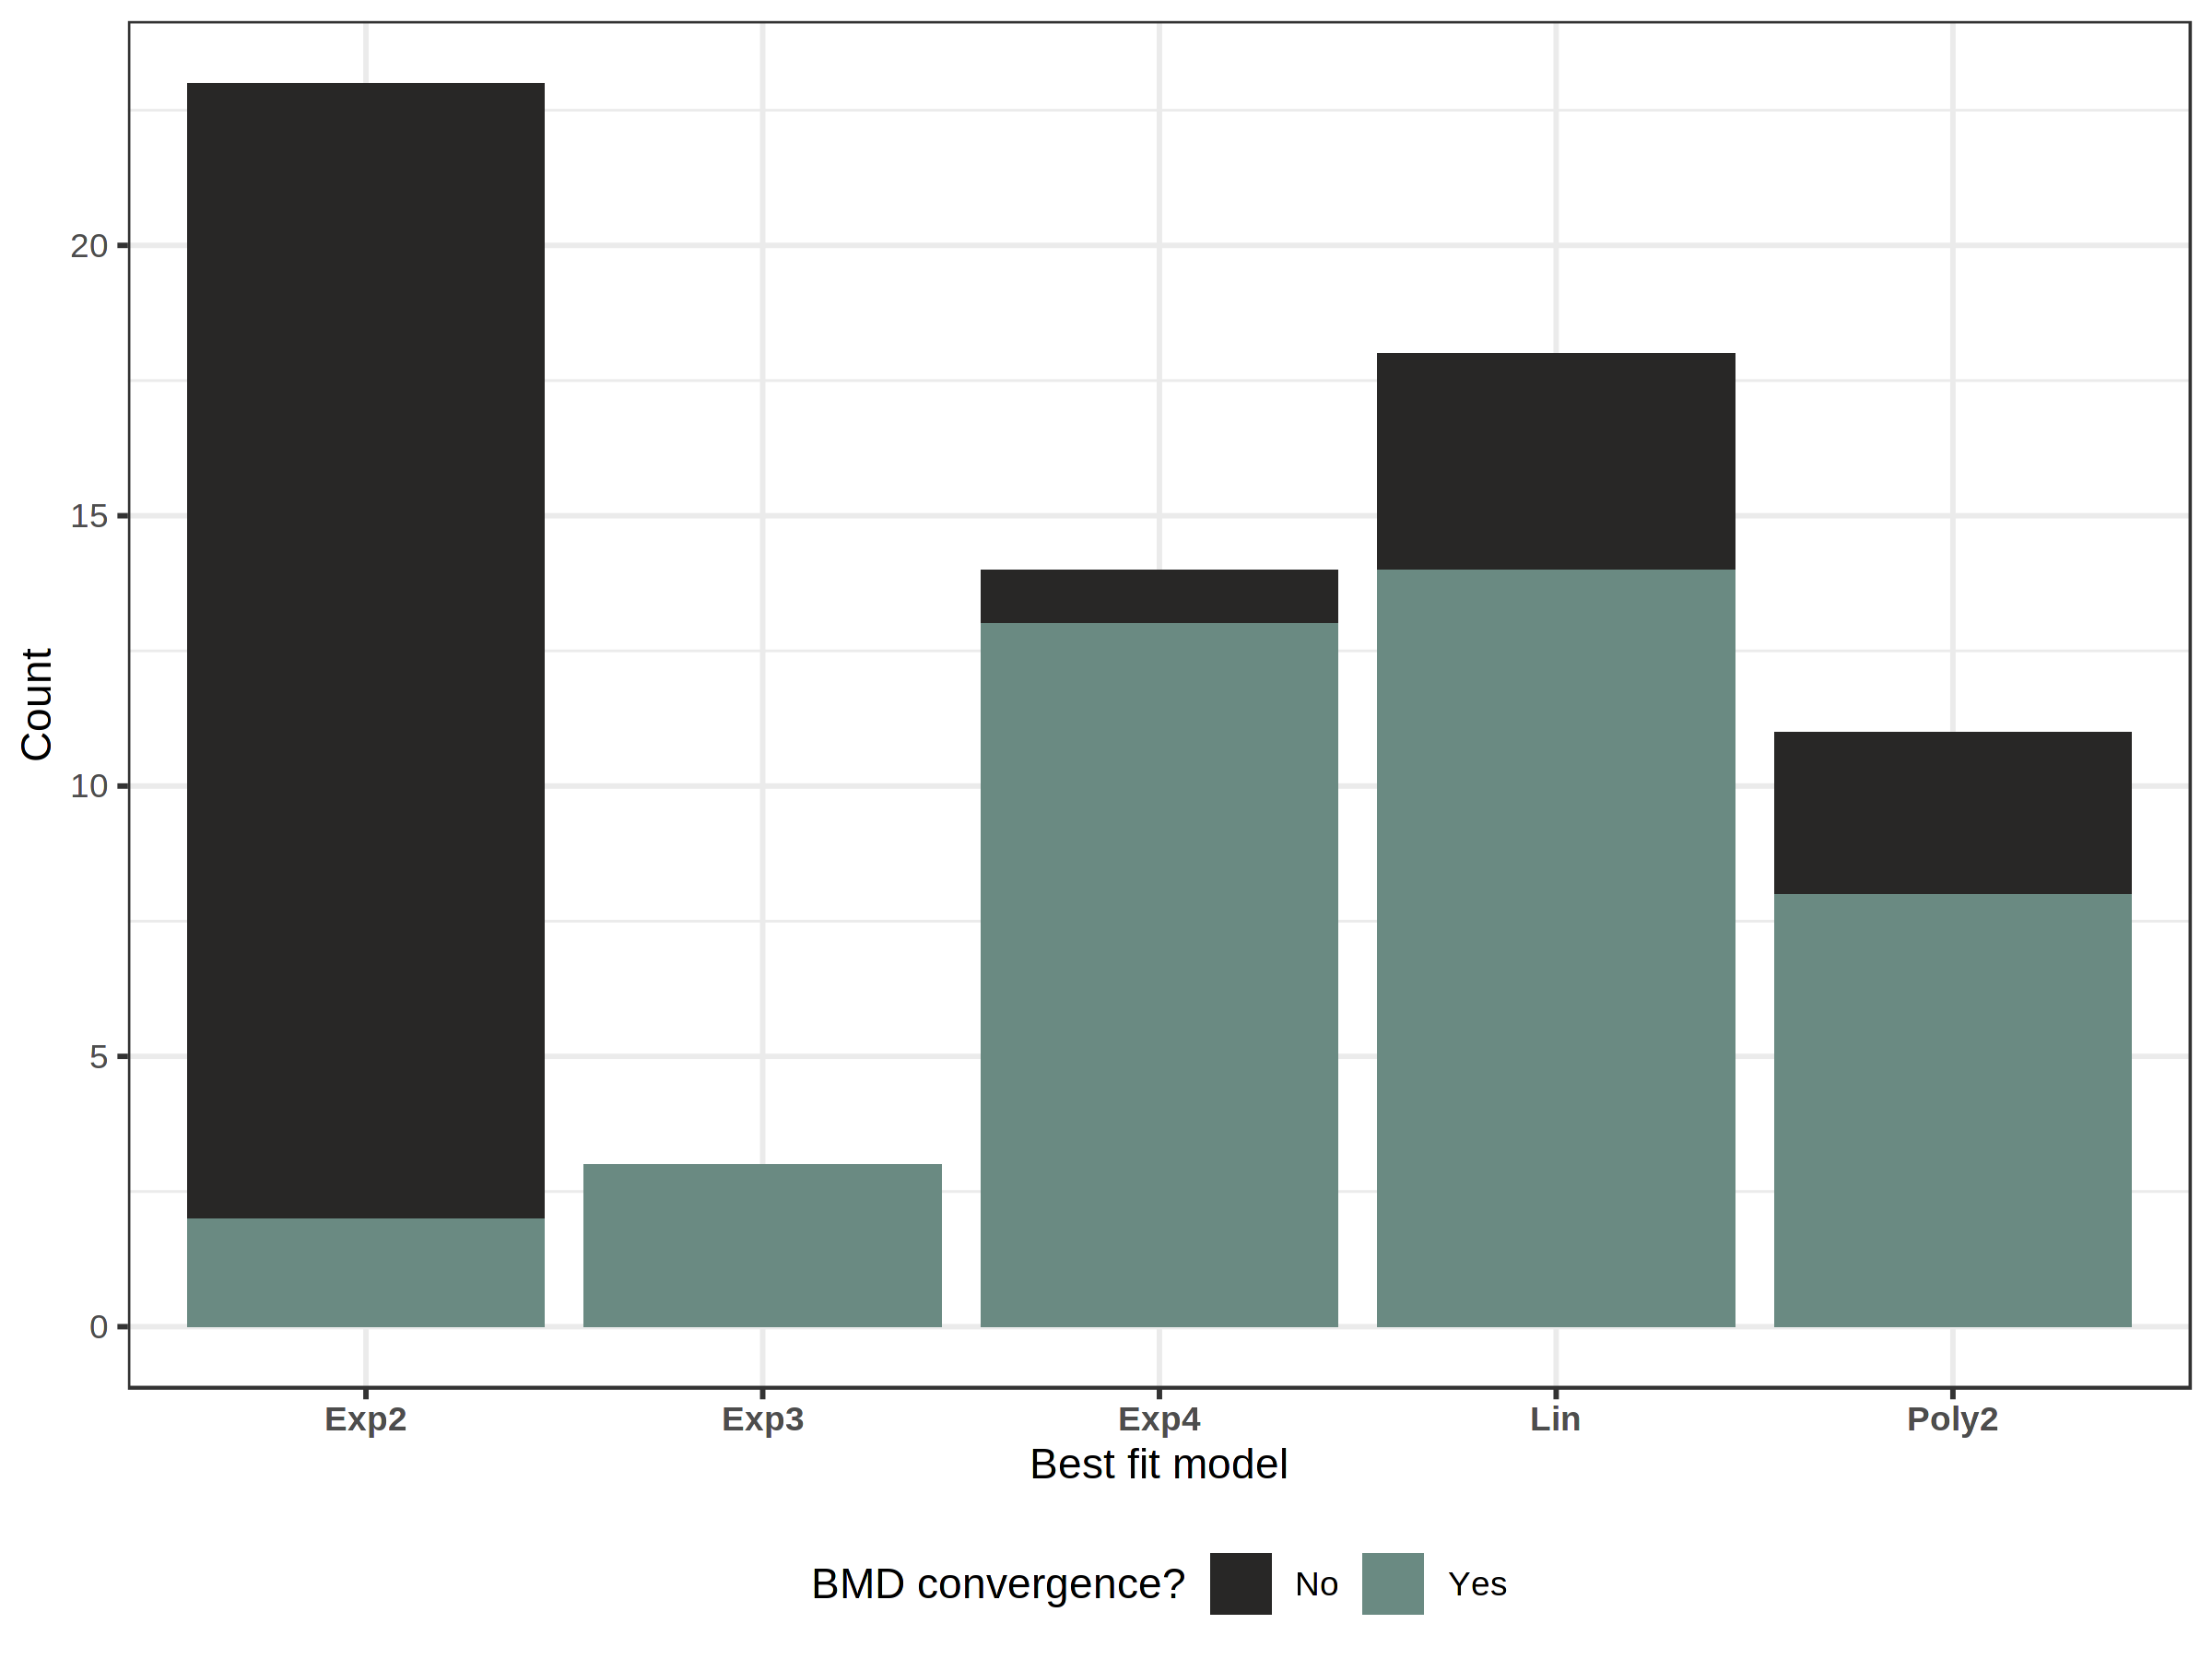 Count
20
15
10
5
0
Exp2 Exp3 Exp4 Lin Poly2
Best fit model
BMD convergence? No Yes